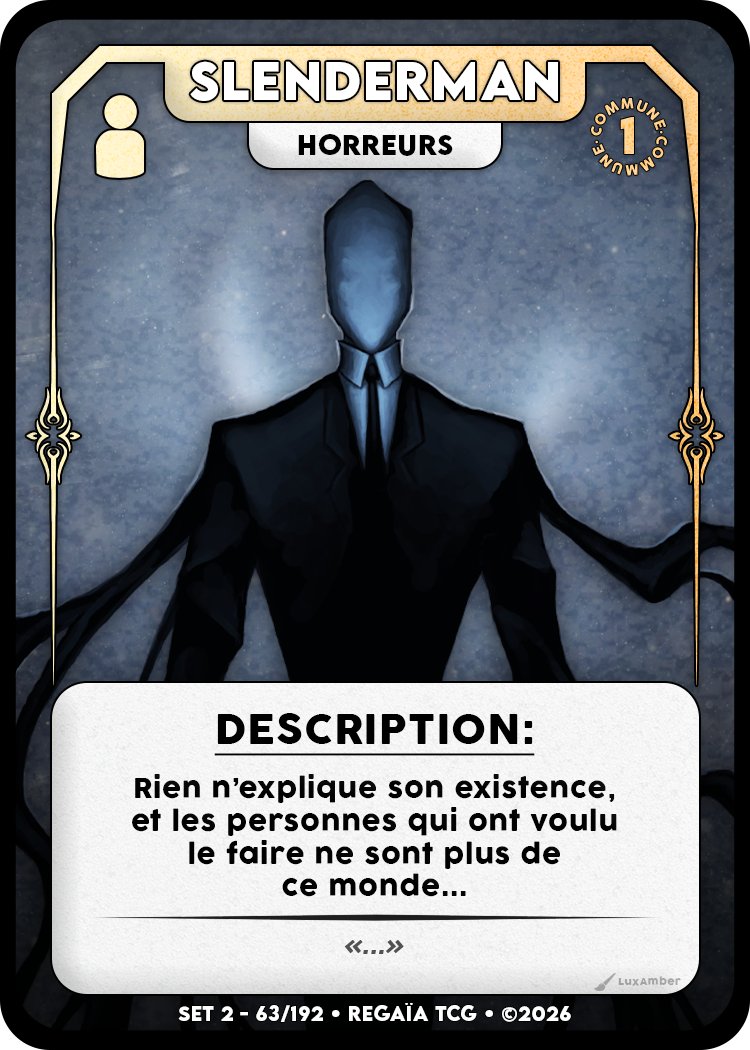 SLENDERMAN
HORREURS
COMMUNE·COMMUNE·
1
DESCRIPTION:
Rien n'explique son existence,
et les personnes qui ont voulu
le faire ne sont plus de
ce monde...
«...»
LuxAmber
SET 2 - 63/192 • REGAÏA TCG • ©2026